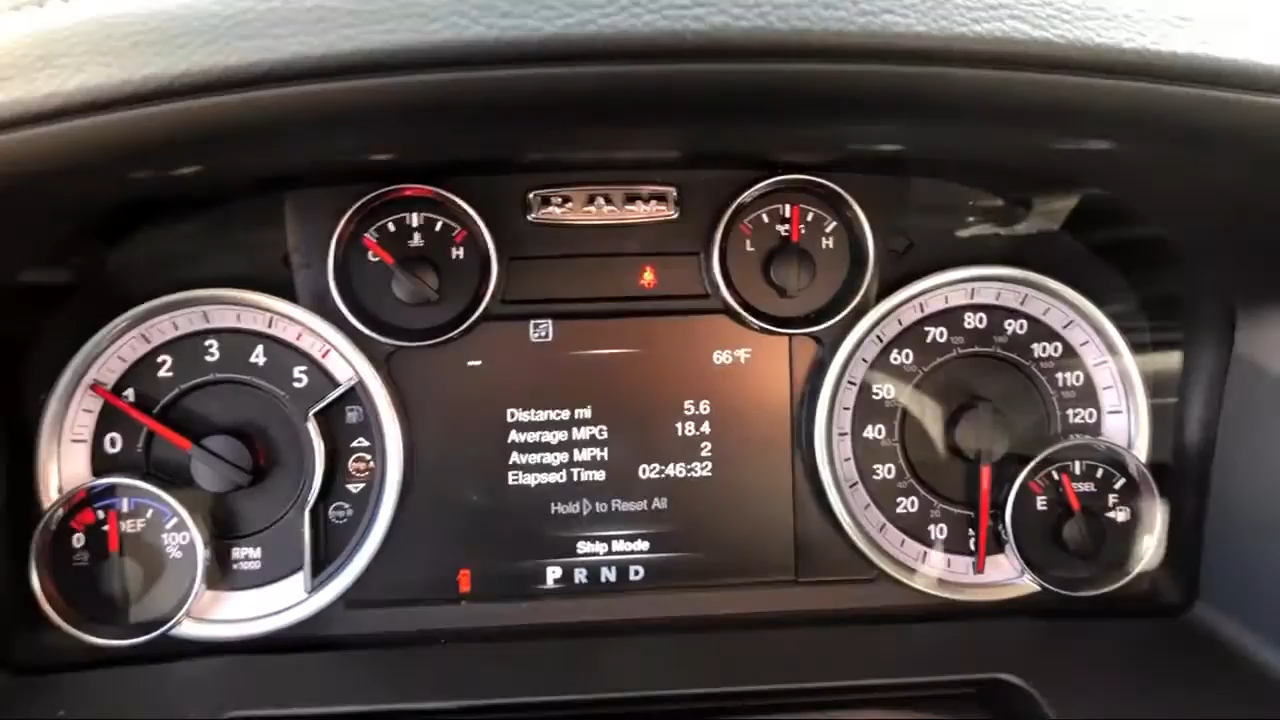 RAM
C H
L H
66°F
Distance mi 5.6
Average MPG 18.4
Average MPH 2
Elapsed Time 02:46:32
Hold ▷ to Reset All
Ship Mode
P R N D
0 1 2 3 4 5
RPM
x1000
DEF
0 100
%
10 20 30 40 50 60 70 80 90 100 110 120
E F